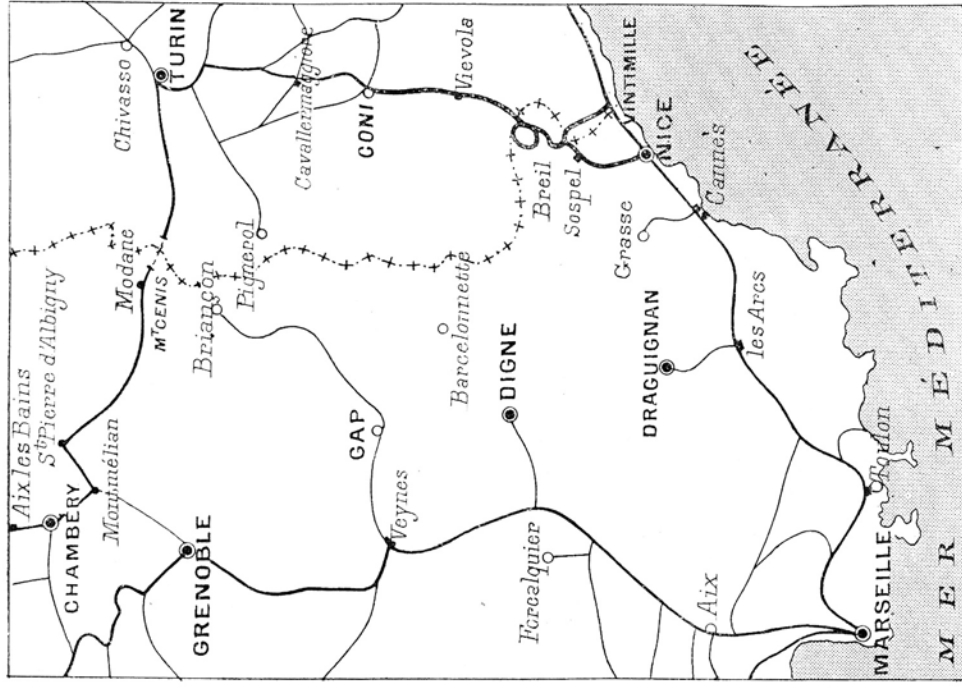 Aix les Bains
St Pierre d'Albigny
CHAMBÉRY
Montmélian
Modane
Chivasso
MT CENIS
TURIN
GRENOBLE
Briançon
Pignerol
Cavallermaggiore
GAP
CONI
Veynes
Barcelonnette
Vievola
DIGNE
Forcalquier
Breil
Sospel
Grasse
VINTIMILLE
DRAGUIGNAN
NICE
Aix
Cannes
les Arcs
Toulon
MARSEILLE
MER MÉDITERRANÉE